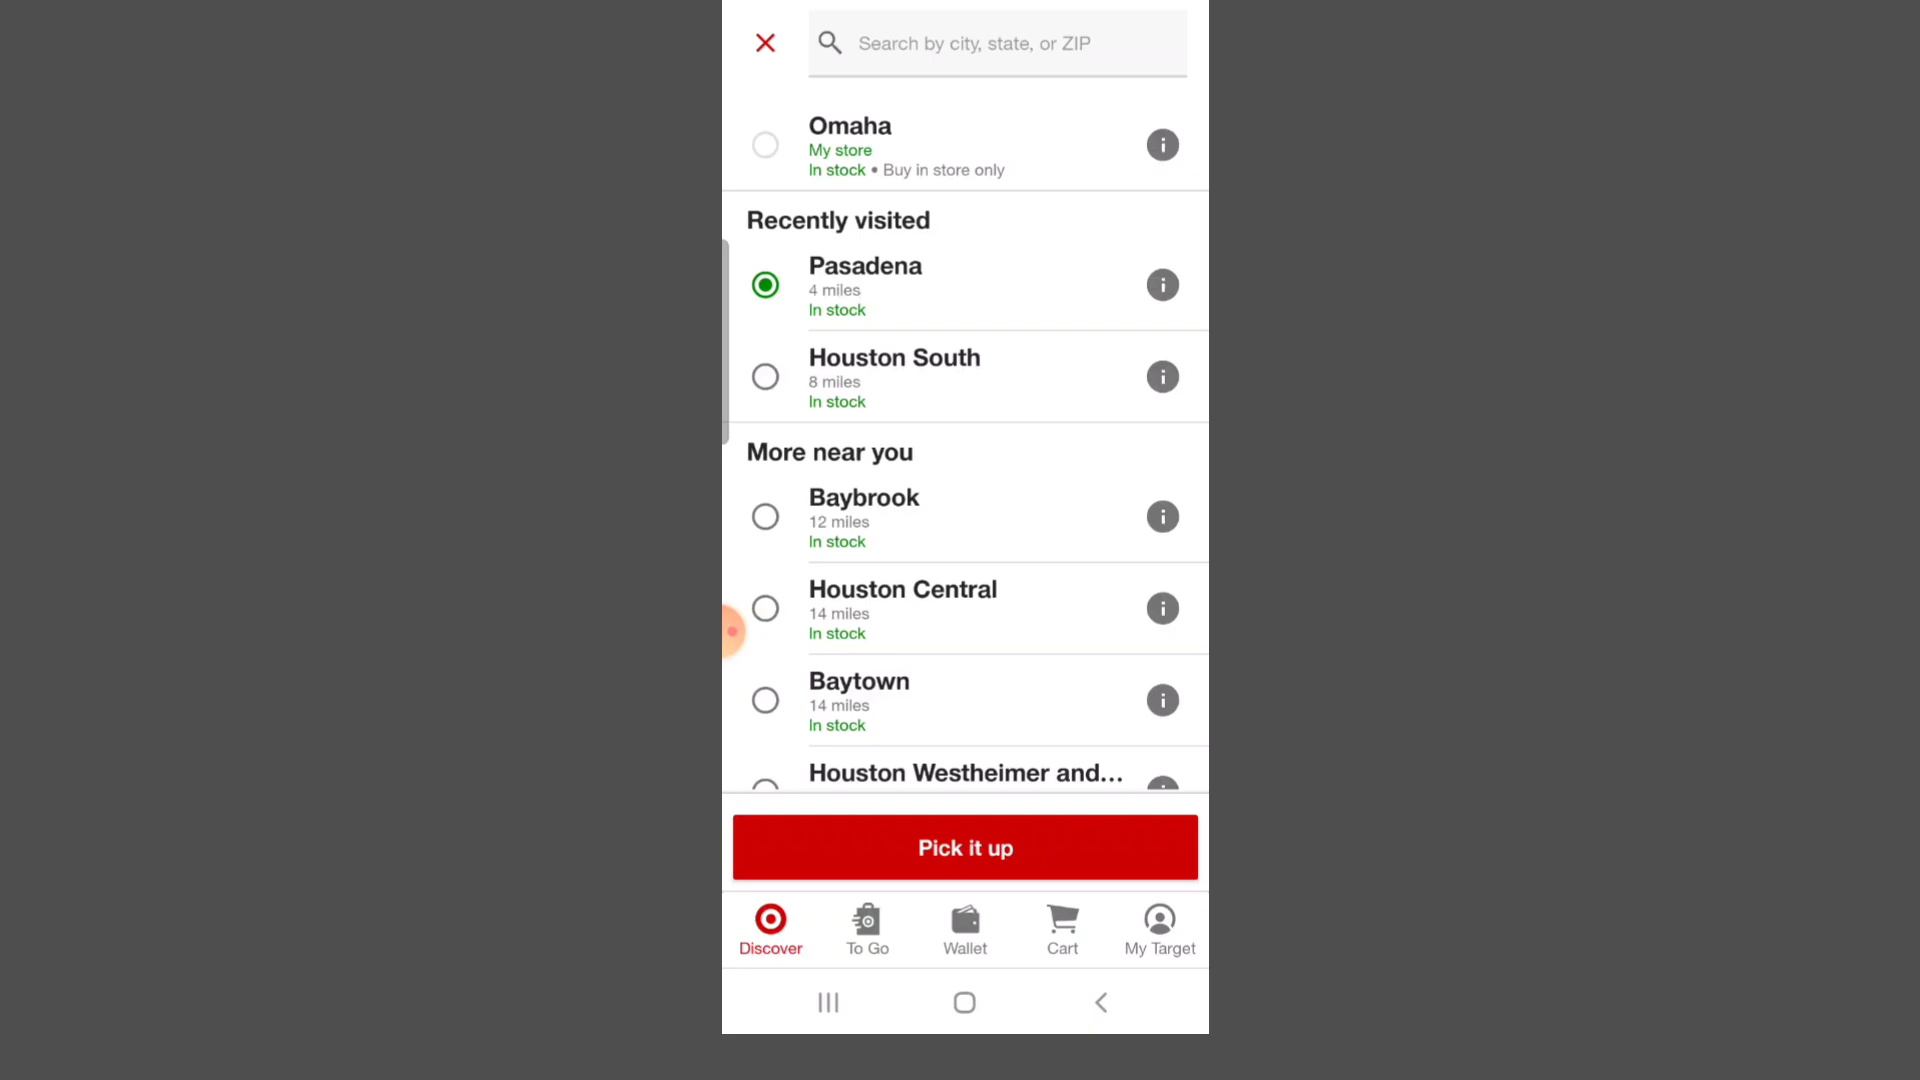 Search by city, state, or ZIP
Omaha
My store
In stock • Buy in store only
Recently visited
Pasadena
4 miles
In stock
Houston South
8 miles
In stock
More near you
Baybrook
12 miles
In stock
Houston Central
14 miles
In stock
Baytown
14 miles
In stock
Houston Westheimer and...
Pick it up
Discover To Go Wallet Cart My Target